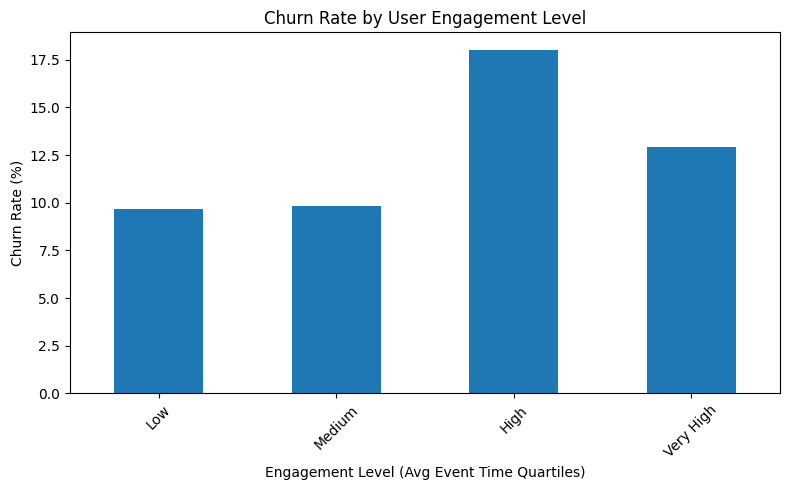 Churn Rate by User Engagement Level
Churn Rate (%)
17.5
15.0
12.5
10.0
7.5
5.0
2.5
0.0
Low
Medium
High
Very High
Engagement Level (Avg Event Time Quartiles)